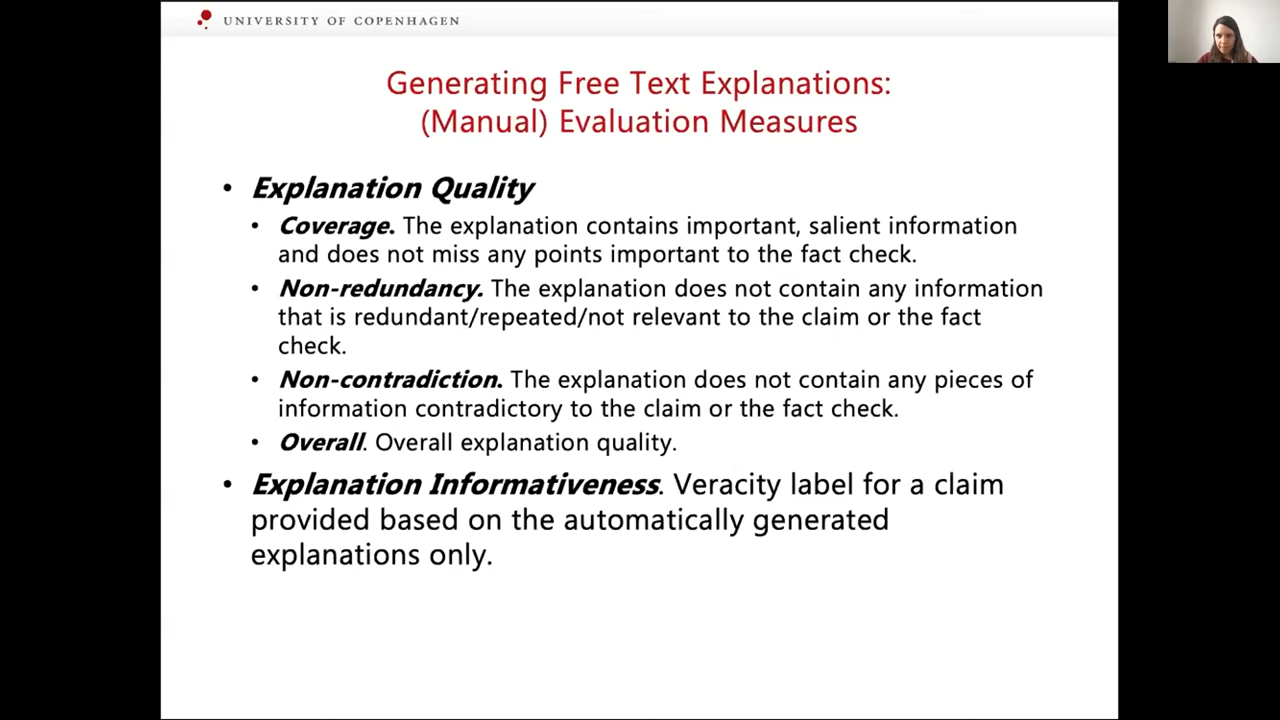 UNIVERSITY OF COPENHAGEN
Generating Free Text Explanations:
(Manual) Evaluation Measures
• Explanation Quality
• Coverage. The explanation contains important, salient information
and does not miss any points important to the fact check.
• Non-redundancy. The explanation does not contain any information
that is redundant/repeated/not relevant to the claim or the fact
check.
• Non-contradiction. The explanation does not contain any pieces of
information contradictory to the claim or the fact check.
• Overall. Overall explanation quality.
• Explanation Informativeness. Veracity label for a claim
provided based on the automatically generated
explanations only.